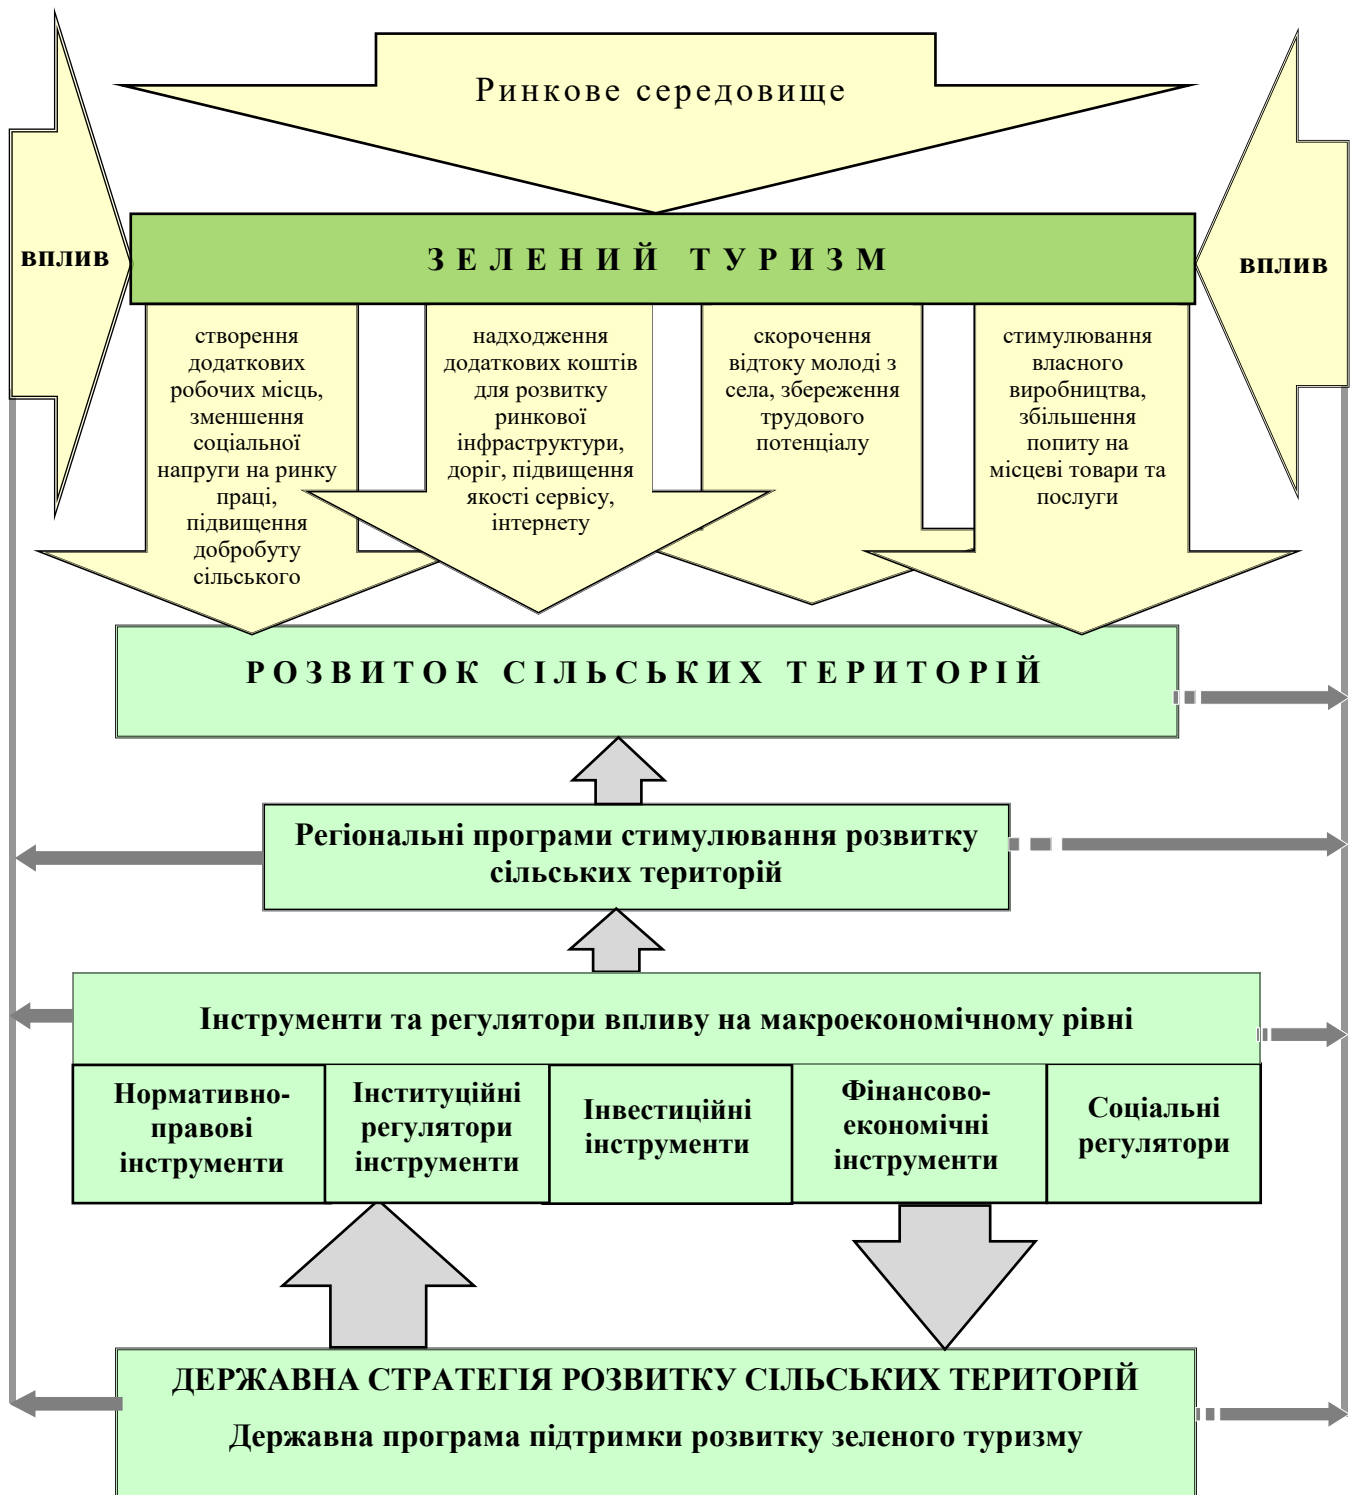 Ринкове середовище
вплив
ЗЕЛЕНИЙ ТУРИЗМ
вплив
створення
додаткових
робочих місць,
зменшення
соціальної
напруги на ринку
праці,
підвищення
добробуту
сільського
надходження
додаткових коштів
для розвитку
ринкової
інфраструктури,
доріг, підвищення
якості сервісу,
інтернету
скорочення
відтоку молоді з
села, збереження
трудового
потенціалу
стимулювання
власного
виробництва,
збільшення
попиту на
місцеві товари та
послуги
РОЗВИТОК СІЛЬСЬКИХ ТЕРИТОРІЙ
Регіональні програми стимулювання розвитку
сільських територій
Інструменти та регулятори впливу на макроекономічному рівні
Нормативно-
правові
інструменти
Інституційні
регулятори
інструменти
Інвестиційні
інструменти
Фінансово-
економічні
інструменти
Соціальні
регулятори
ДЕРЖАВНА СТРАТЕГІЯ РОЗВИТКУ СІЛЬСЬКИХ ТЕРИТОРІЙ
Державна програма підтримки розвитку зеленого туризму